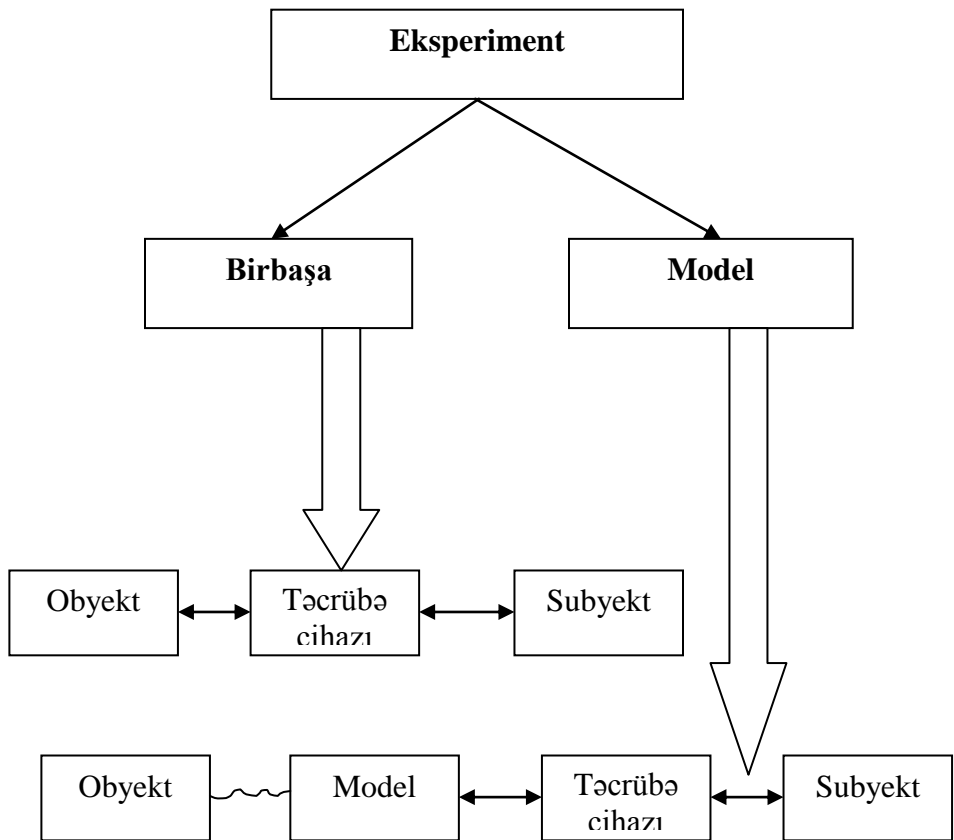 Eksperiment
Birbaşa
Model
Obyekt
Təcrübə
cihazı
Subyekt
Obyekt
Model
Təcrübə
cihazı
Subyekt